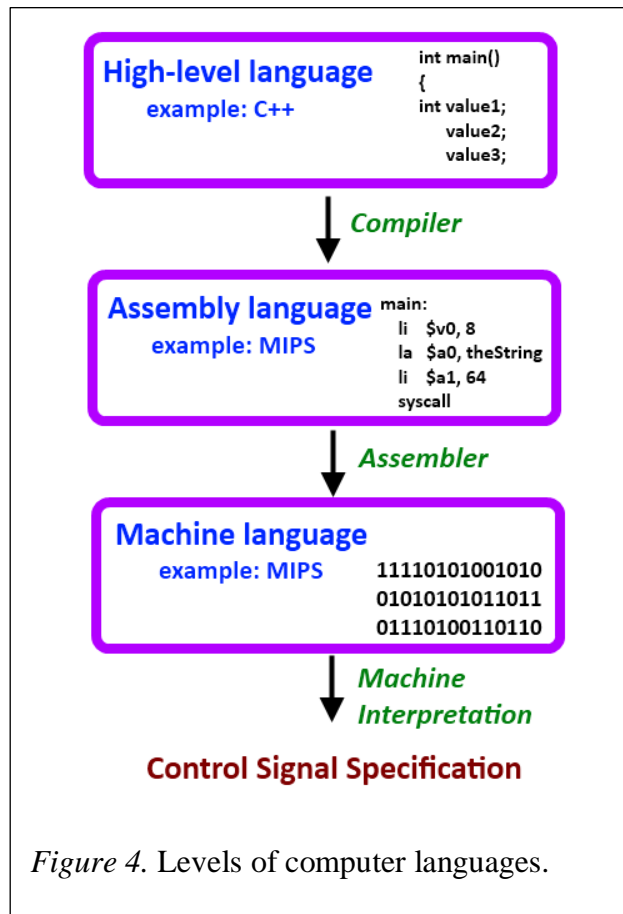 High-level language
example: C++
int main()
{
int value1;
value2;
value3;
Compiler
Assembly language
example: MIPS
main:
li $v0, 8
la $a0, theString
li $a1, 64
syscall
Assembler
Machine language
example: MIPS
11110101001010
01010101011011
01110100110110
Machine
Interpretation
Control Signal Specification
Figure 4. Levels of computer languages.